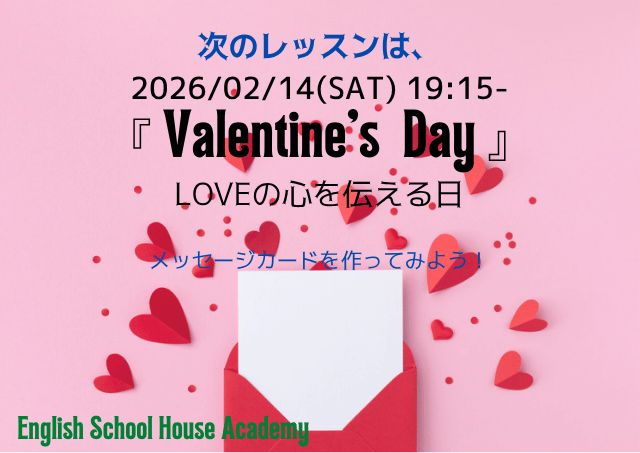 次のレッスンは、
2026/02/14(SAT) 19:15-
『 Valentine's Day 』
LOVEの心を伝える日
メッセージカードを作ってみよう！
English School House Academy